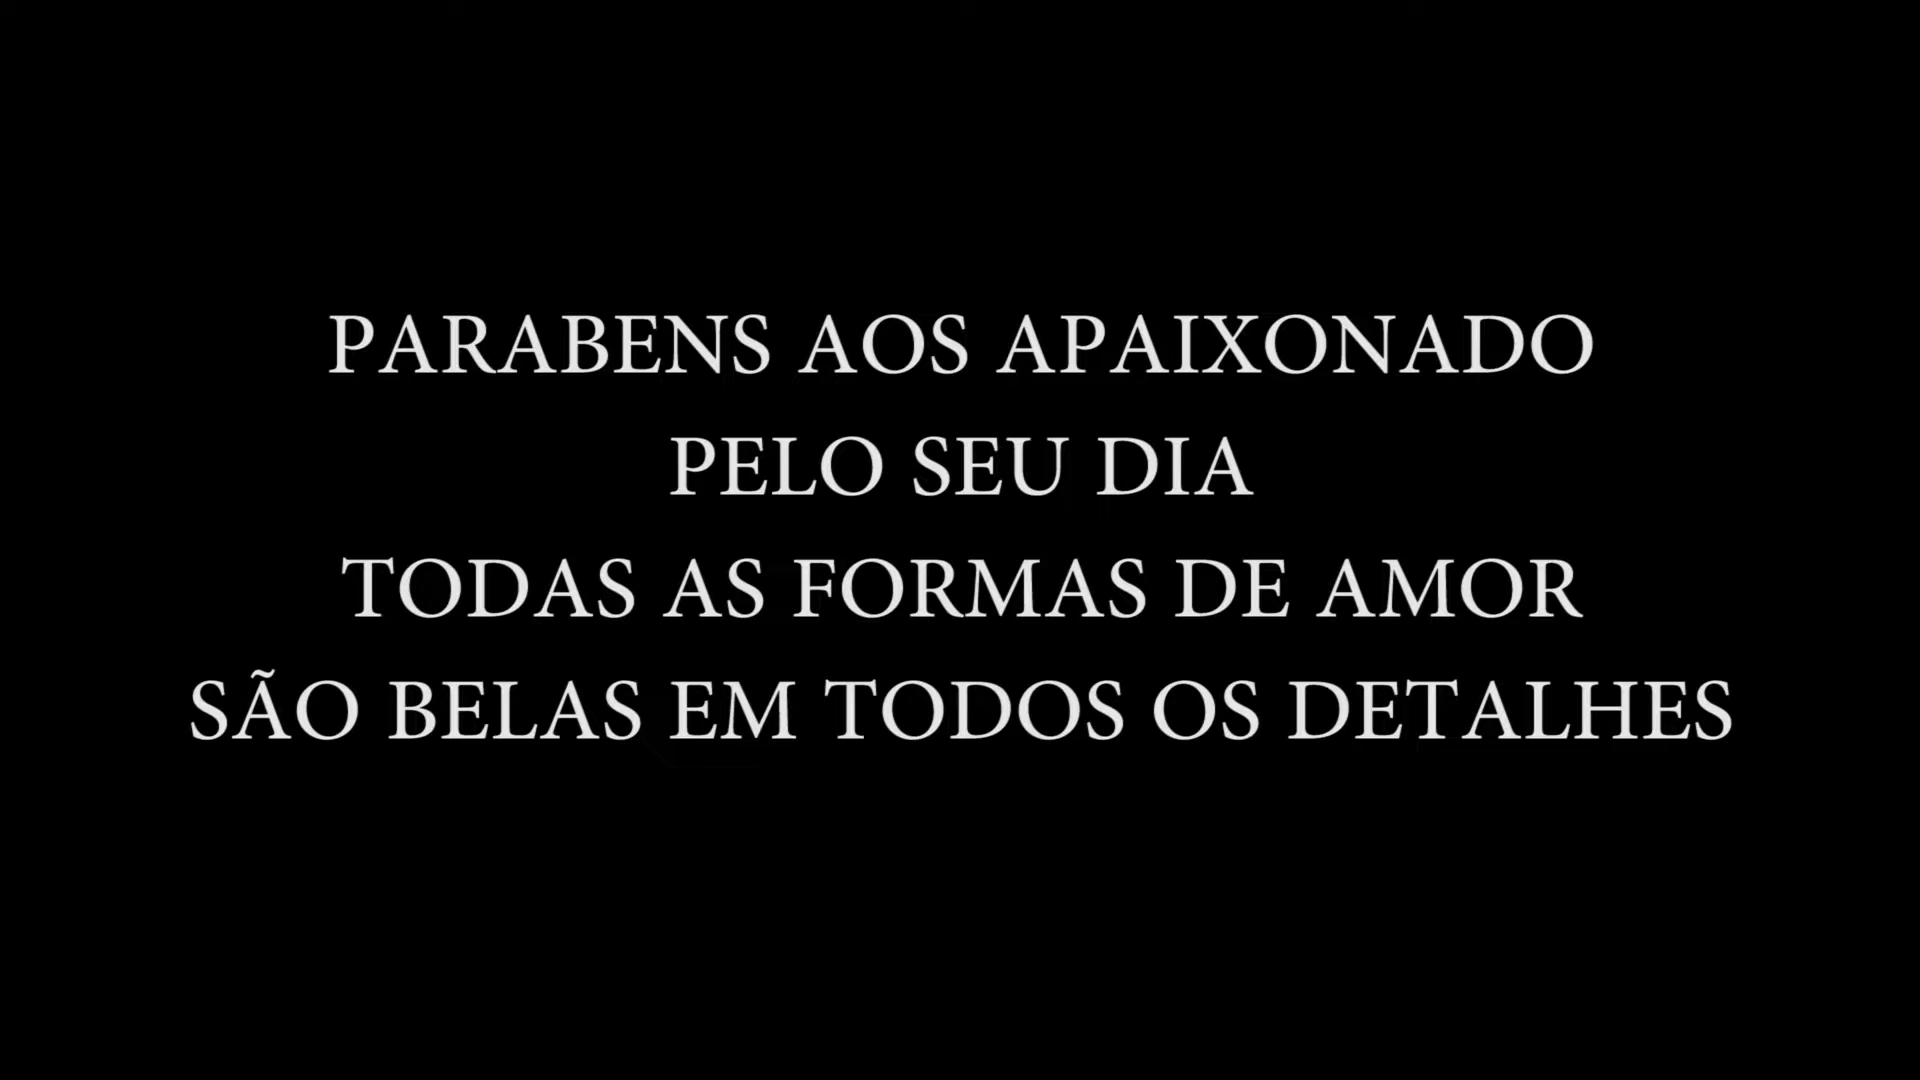 PARABENS AOS APAIXONADO
PELO SEU DIA
TODAS AS FORMAS DE AMOR
SÃO BELAS EM TODOS OS DETALHES